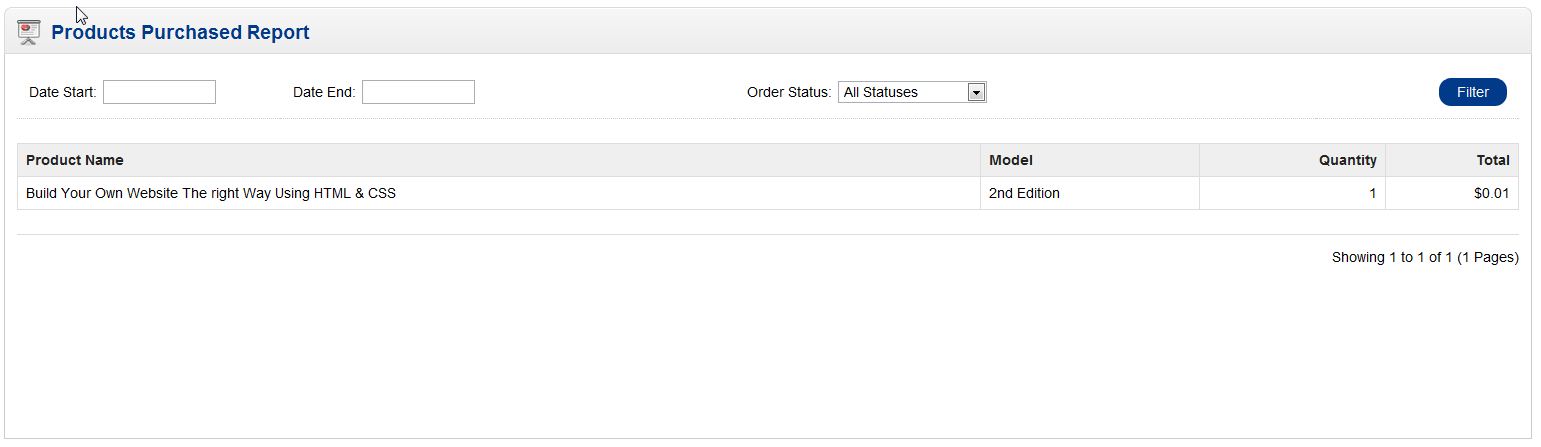 Products Purchased Report
Date Start: Date End: Order Status: All Statuses Filter
Product Name Model Quantity Total
Build Your Own Website The right Way Using HTML & CSS 2nd Edition 1 $0.01
Showing 1 to 1 of 1 (1 Pages)